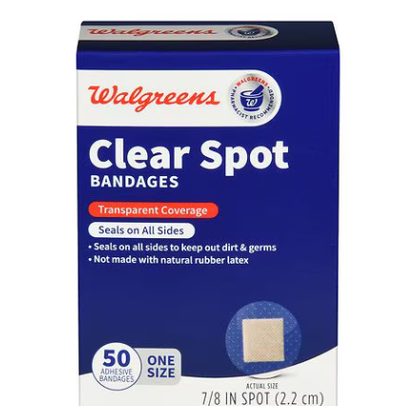 Walgreens
WALGREENS
PHARMACIST RECOMMENDED
Clear Spot
BANDAGES
Transparent Coverage
Seals on All Sides
• Seals on all sides to keep out dirt & germs
• Not made with natural rubber latex
50
ADHESIVE
BANDAGES
ONE
SIZE
ACTUAL SIZE
7/8 IN SPOT (2.2 cm)